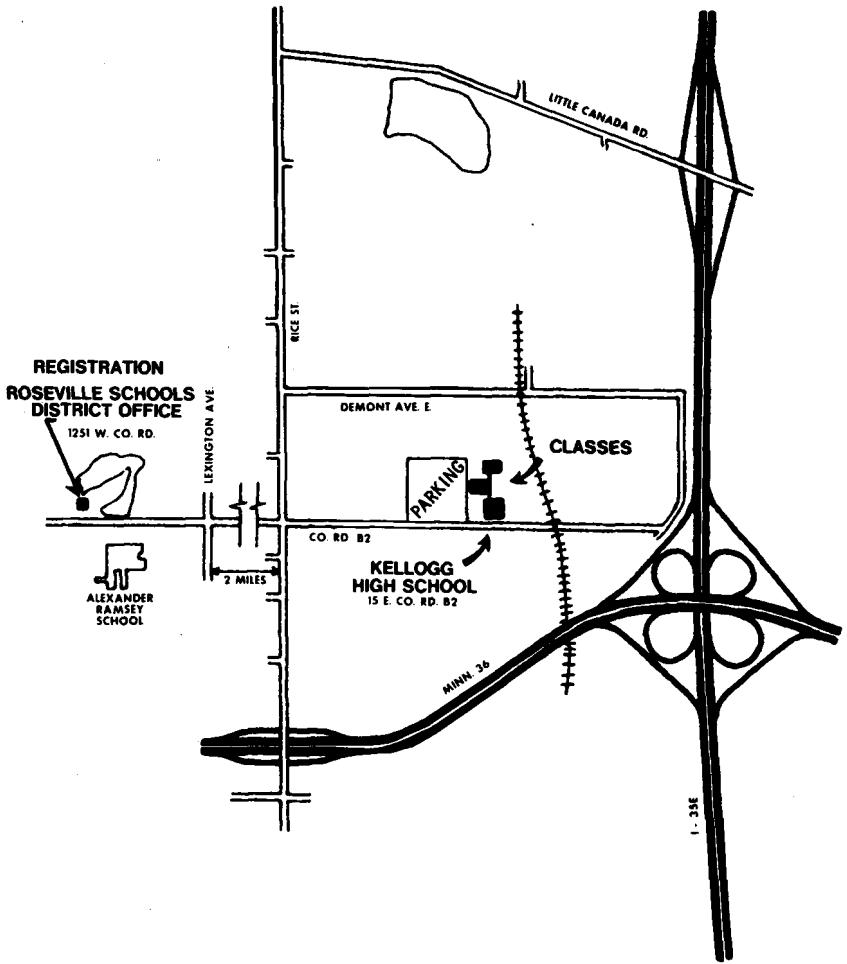 LITTLE CANADA RD.
RICE ST.
REGISTRATION
ROSEVILLE SCHOOLS
DISTRICT OFFICE
1251 W. CO. RD.
LEXINGTON AVE.
DEMONT AVE. E.
CLASSES
PARKING
CO. RD B2
KELLOGG
HIGH SCHOOL
15 E. CO. RD. B2
2 MILES
ALEXANDER
RAMSEY
SCHOOL
MINN. 36
I - 35E